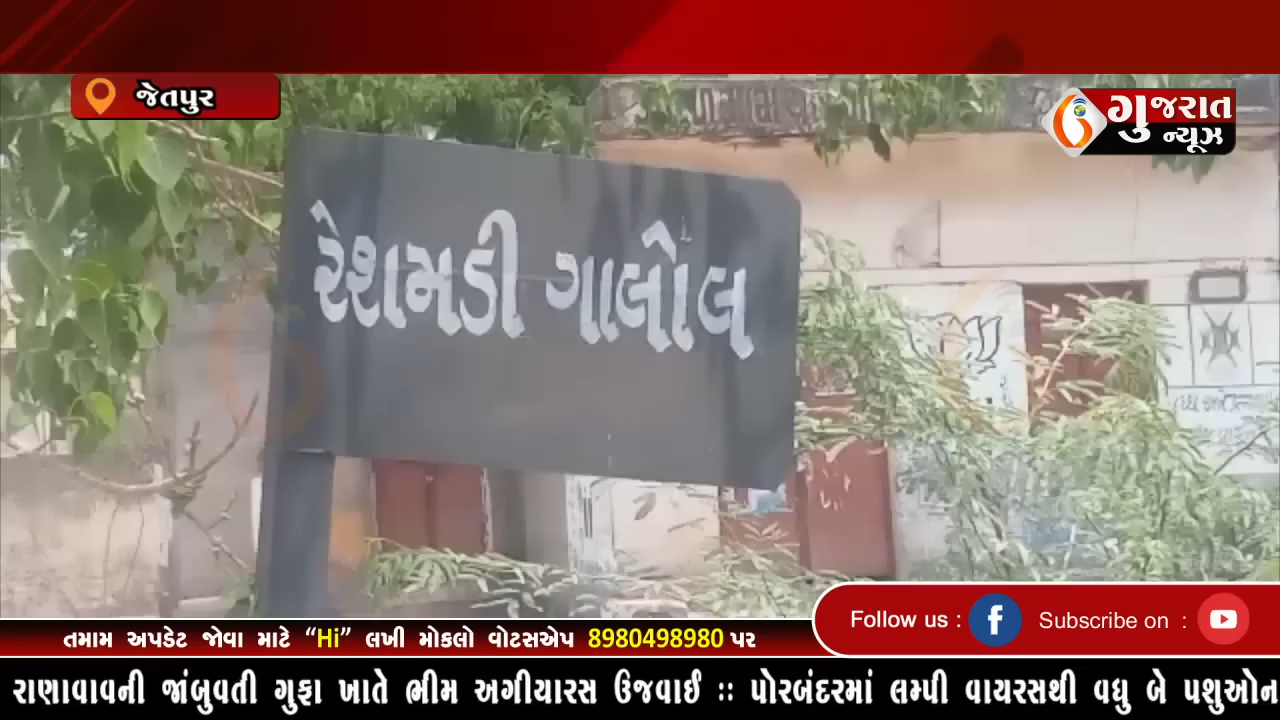 જેતપુર
ગુજરાત
ન્યૂઝ
રેશમડી ગાલોલ
Follow us :
Subscribe on :
તમામ અપડેટ જોવા માટે “Hi” લખી મોકલો વોટસએપ 8980498980 પર
રાણાવાવની જાંબુવતી ગુફા ખાતે ભીમ અગીયારસ ઉજવાઈ :: પોરબંદરમાં લમ્પી વાયરસથી વધુ બે પશુઓન